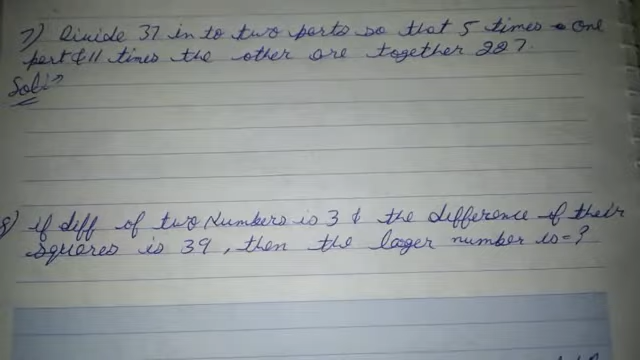 7) Divide 37 in to two parts so that 5 times one
part & 11 times the other are together 227.
Sol:
8) if diff of two Numbers is 3 & the difference of their
squares is 39, then the lager number is = ?